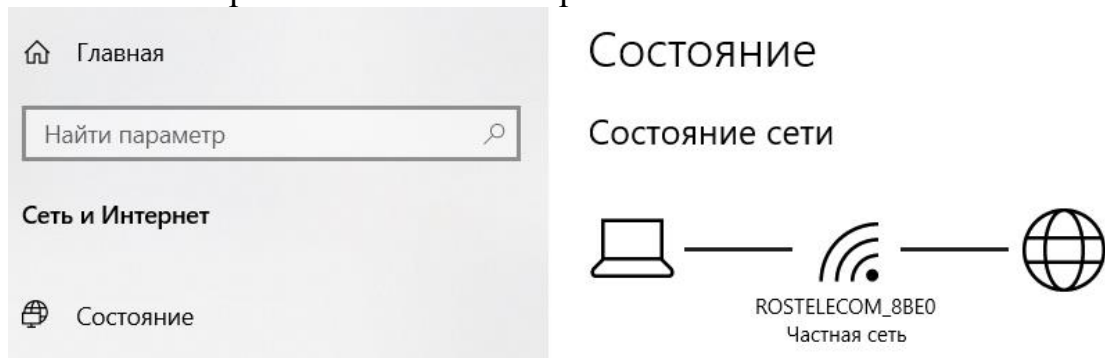 Главная
Найти параметр
Сеть и Интернет
Состояние
Состояние
Состояние сети
ROSTELECOM_8BE0
Частная сеть